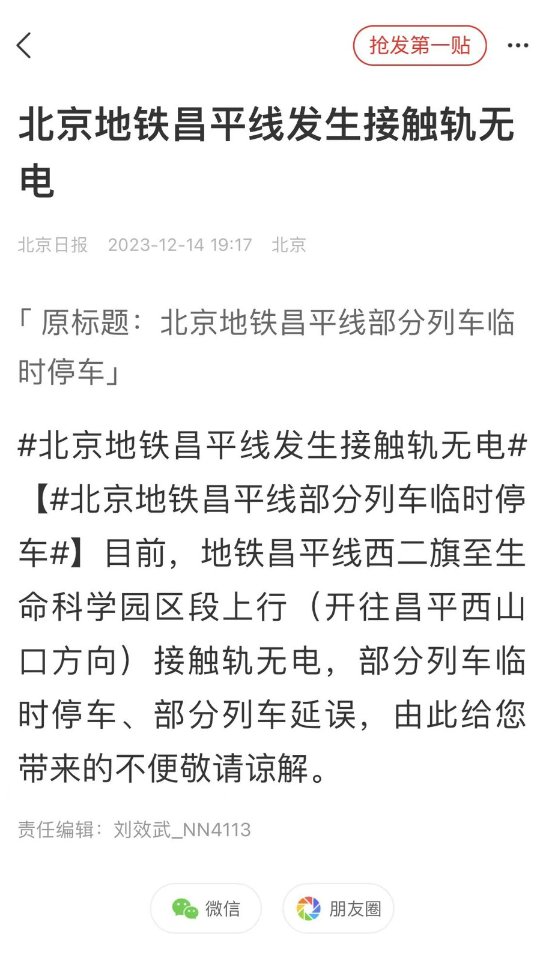 抢发第一贴
北京地铁昌平线发生接触轨无
电
北京日报 2023-12-14 19:17 北京
「 原标题：北京地铁昌平线部分列车临
时停车」
#北京地铁昌平线发生接触轨无电#
【#北京地铁昌平线部分列车临时停
车#】目前，地铁昌平线西二旗至生
命科学园区段上行（开往昌平西山
口方向）接触轨无电，部分列车临
时停车、部分列车延误，由此给您
带来的不便敬请谅解。
责任编辑：刘效武_NN4113
微信 朋友圈